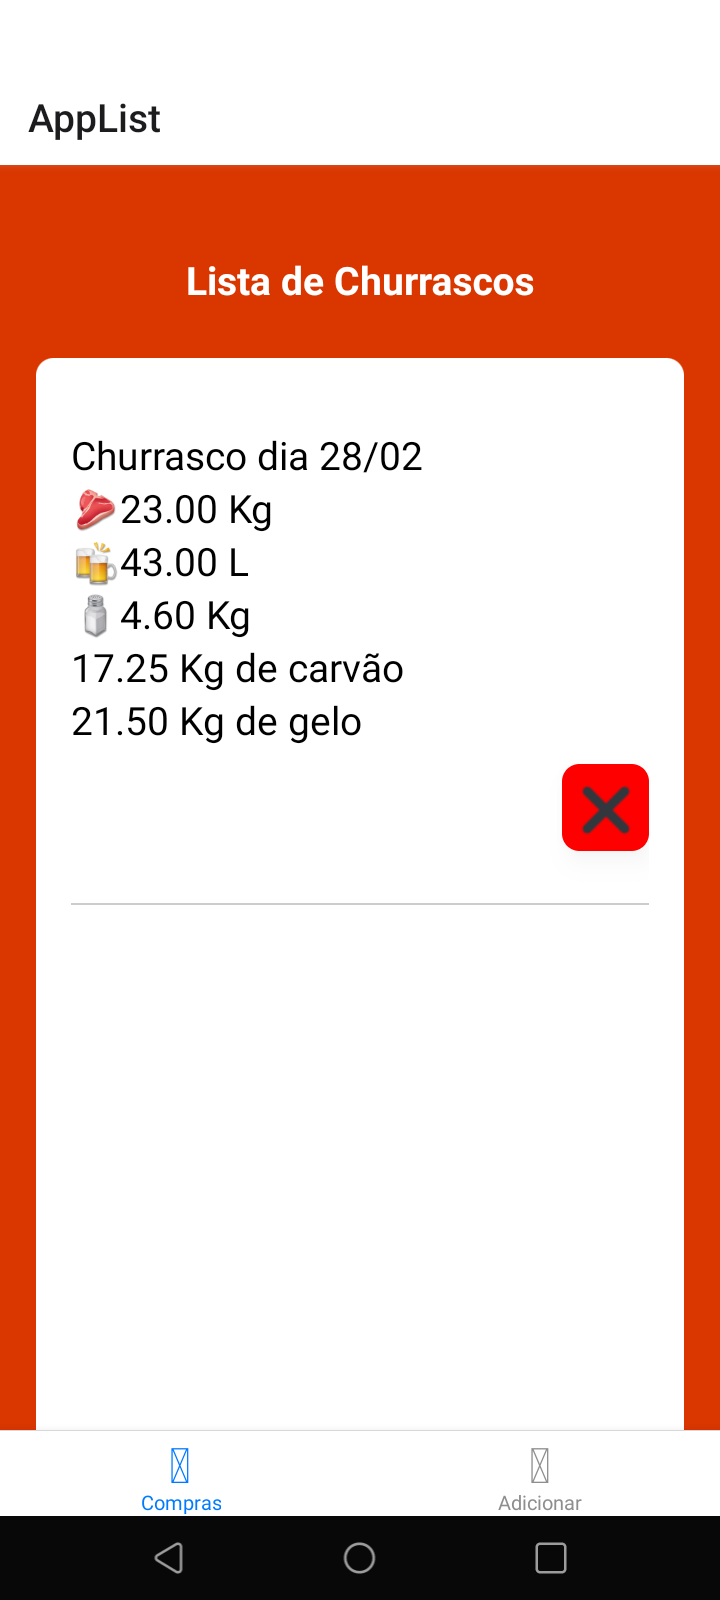 AppList
Lista de Churrascos
Churrasco dia 28/02
🥩23.00 Kg
🍻43.00 L
🧂4.60 Kg
17.25 Kg de carvão
21.50 Kg de gelo
Compras
Adicionar